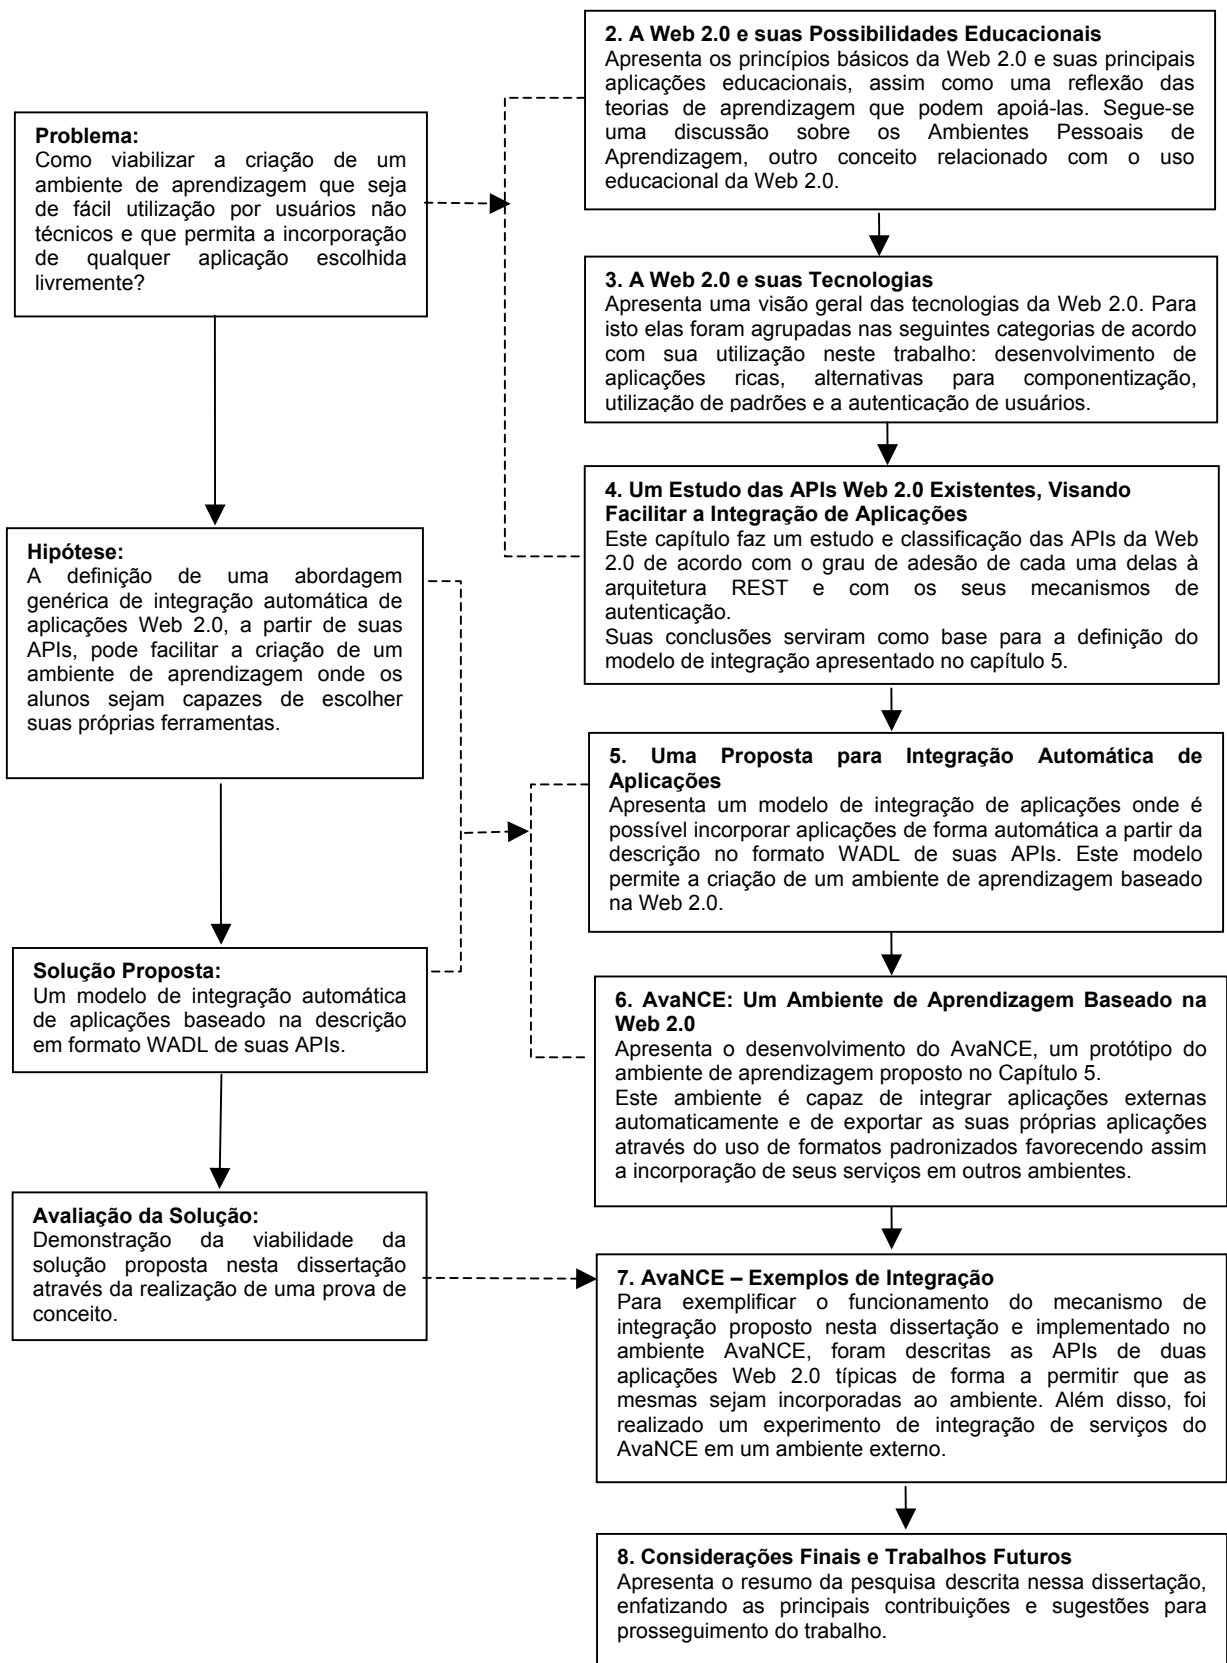 Problema:
Como viabilizar a criação de um
ambiente de aprendizagem que seja
de fácil utilização por usuários não
técnicos e que permita a incorporação
de qualquer aplicação escolhida
livremente?
Hipótese:
A definição de uma abordagem
genérica de integração automática de
aplicações Web 2.0, a partir de suas
APIs, pode facilitar a criação de um
ambiente de aprendizagem onde os
alunos sejam capazes de escolher
suas próprias ferramentas.
Solução Proposta:
Um modelo de integração automática
de aplicações baseado na descrição
em formato WADL de suas APIs.
Avaliação da Solução:
Demonstração da viabilidade da
solução proposta nesta dissertação
através da realização de uma prova de
conceito.
2. A Web 2.0 e suas Possibilidades Educacionais
Apresenta os princípios básicos da Web 2.0 e suas principais
aplicações educacionais, assim como uma reflexão das
teorias de aprendizagem que podem apoiá-las. Segue-se
uma discussão sobre os Ambientes Pessoais de
Aprendizagem, outro conceito relacionado com o uso
educacional da Web 2.0.
3. A Web 2.0 e suas Tecnologias
Apresenta uma visão geral das tecnologias da Web 2.0. Para
isto elas foram agrupadas nas seguintes categorias de acordo
com sua utilização neste trabalho: desenvolvimento de
aplicações ricas, alternativas para componentização,
utilização de padrões e a autenticação de usuários.
4. Um Estudo das APIs Web 2.0 Existentes, Visando
Facilitar a Integração de Aplicações
Este capítulo faz um estudo e classificação das APIs da Web
2.0 de acordo com o grau de adesão de cada uma delas à
arquitetura REST e com os seus mecanismos de
autenticação.
Suas conclusões serviram como base para a definição do
modelo de integração apresentado no capítulo 5.
5. Uma Proposta para Integração Automática de
Aplicações
Apresenta um modelo de integração de aplicações onde é
possível incorporar aplicações de forma automática a partir da
descrição no formato WADL de suas APIs. Este modelo
permite a criação de um ambiente de aprendizagem baseado
na Web 2.0.
6. AvaNCE: Um Ambiente de Aprendizagem Baseado na
Web 2.0
Apresenta o desenvolvimento do AvaNCE, um protótipo do
ambiente de aprendizagem proposto no Capítulo 5.
Este ambiente é capaz de integrar aplicações externas
automaticamente e de exportar as suas próprias aplicações
através do uso de formatos padronizados favorecendo assim
a incorporação de seus serviços em outros ambientes.
7. AvaNCE – Exemplos de Integração
Para exemplificar o funcionamento do mecanismo de
integração proposto nesta dissertação e implementado no
ambiente AvaNCE, foram descritas as APIs de duas
aplicações Web 2.0 típicas de forma a permitir que as
mesmas sejam incorporadas ao ambiente. Além disso, foi
realizado um experimento de integração de serviços do
AvaNCE em um ambiente externo.
8. Considerações Finais e Trabalhos Futuros
Apresenta o resumo da pesquisa descrita nessa dissertação,
enfatizando as principais contribuições e sugestões para
prosseguimento do trabalho.